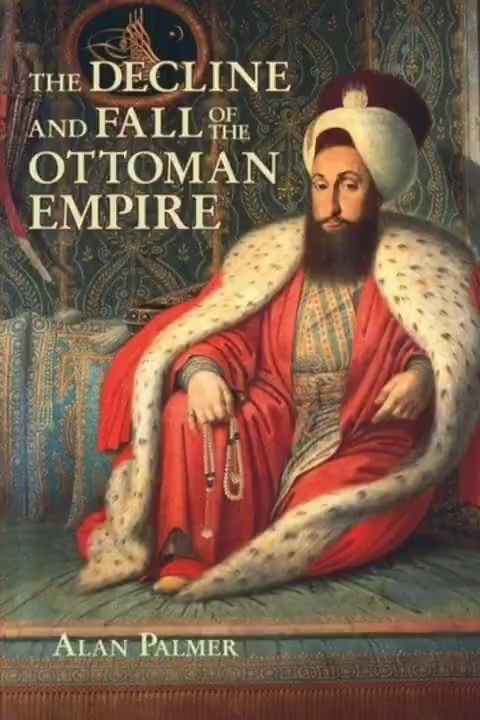 THE DECLINE
AND FALL OF THE
OTTOMAN
EMPIRE
ALAN PALMER